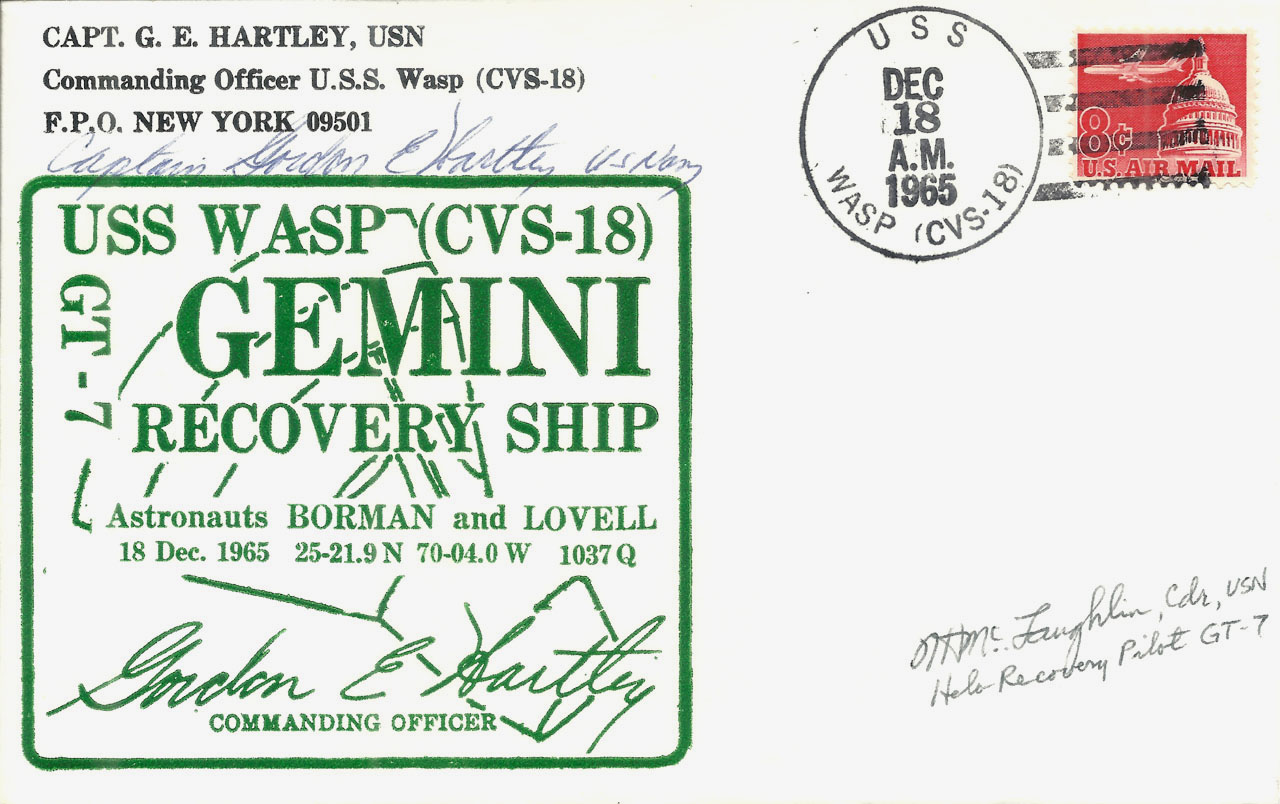 CAPT. G. E. HARTLEY, USN
Commanding Officer U.S.S. Wasp (CVS-18)
F.P.O. NEW YORK 09501
Captain Gordon E Hartley US Navy
USS
DEC
18
A.M.
1965
WASP (CVS-18)
8¢
U.S. AIR MAIL
USS WASP (CVS-18)
GT-7
GEMINI
RECOVERY SHIP
Astronauts BORMAN and LOVELL
18 Dec. 1965 25-21.9 N 70-04.0 W 1037 Q
Gordon E Hartley
COMMANDING OFFICER
McLaughlin, Cdr, USN
Helo Recovery Pilot GT-7